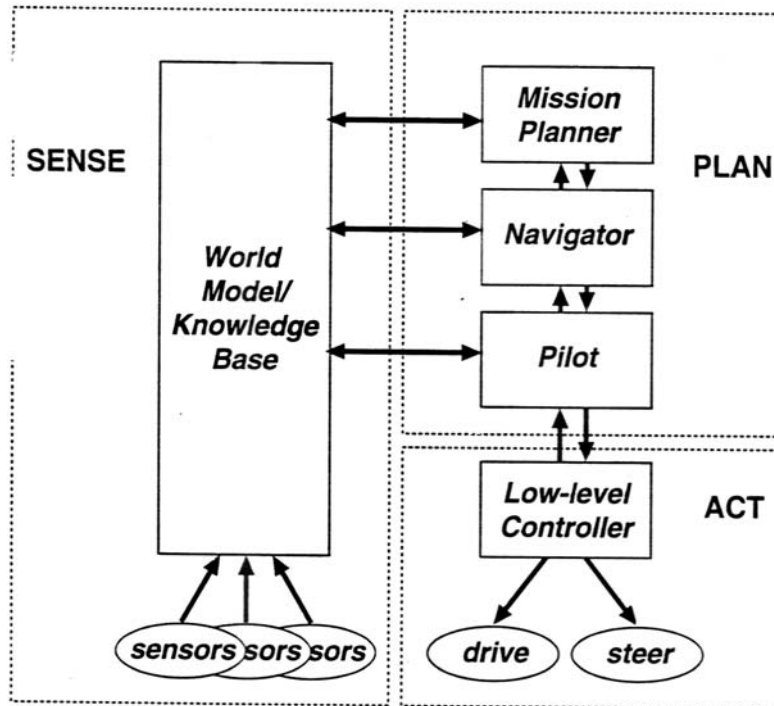 SENSE
World
Model/
Knowledge
Base
sensors
sors
sors
PLAN
Mission
Planner
Navigator
Pilot
ACT
Low-level
Controller
drive
steer